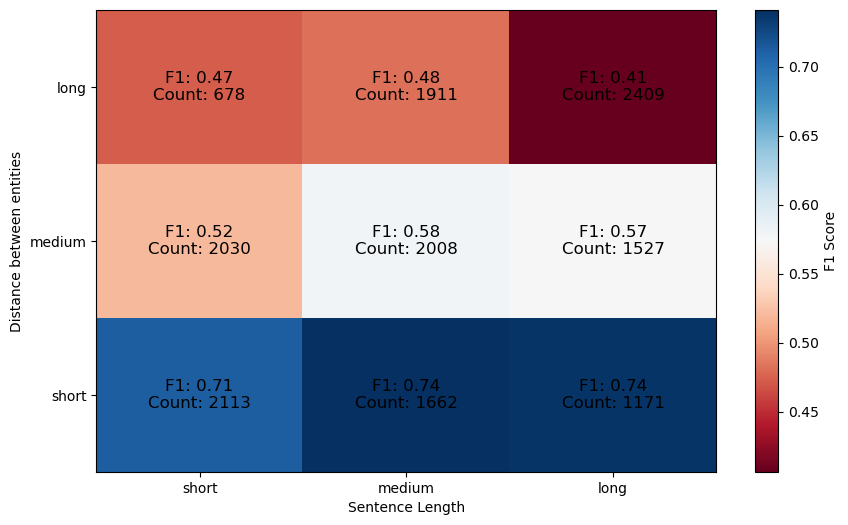 Distance between entities
long
medium
short
F1: 0.47
Count: 678
F1: 0.48
Count: 1911
F1: 0.41
Count: 2409
F1: 0.52
Count: 2030
F1: 0.58
Count: 2008
F1: 0.57
Count: 1527
F1: 0.71
Count: 2113
F1: 0.74
Count: 1662
F1: 0.74
Count: 1171
short
medium
long
Sentence Length
0.70
0.65
0.60
0.55
0.50
0.45
F1 Score